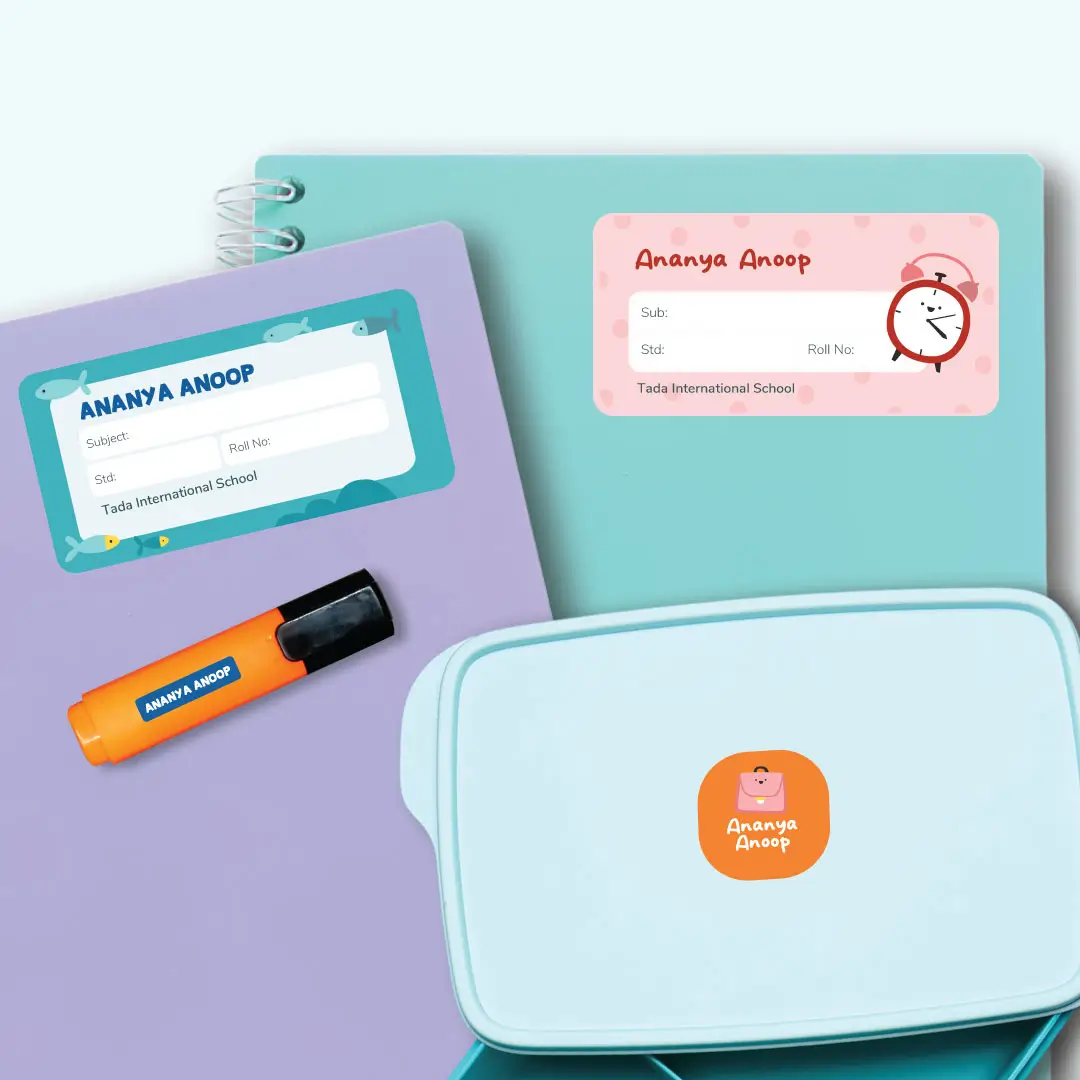 Ananya Anoop
Sub:
Std: Roll No:
Tada International School
ANANYA ANOOP
Subject:
Std: Roll No:
Tada International School
ANANYA ANOOP
Ananya
Anoop